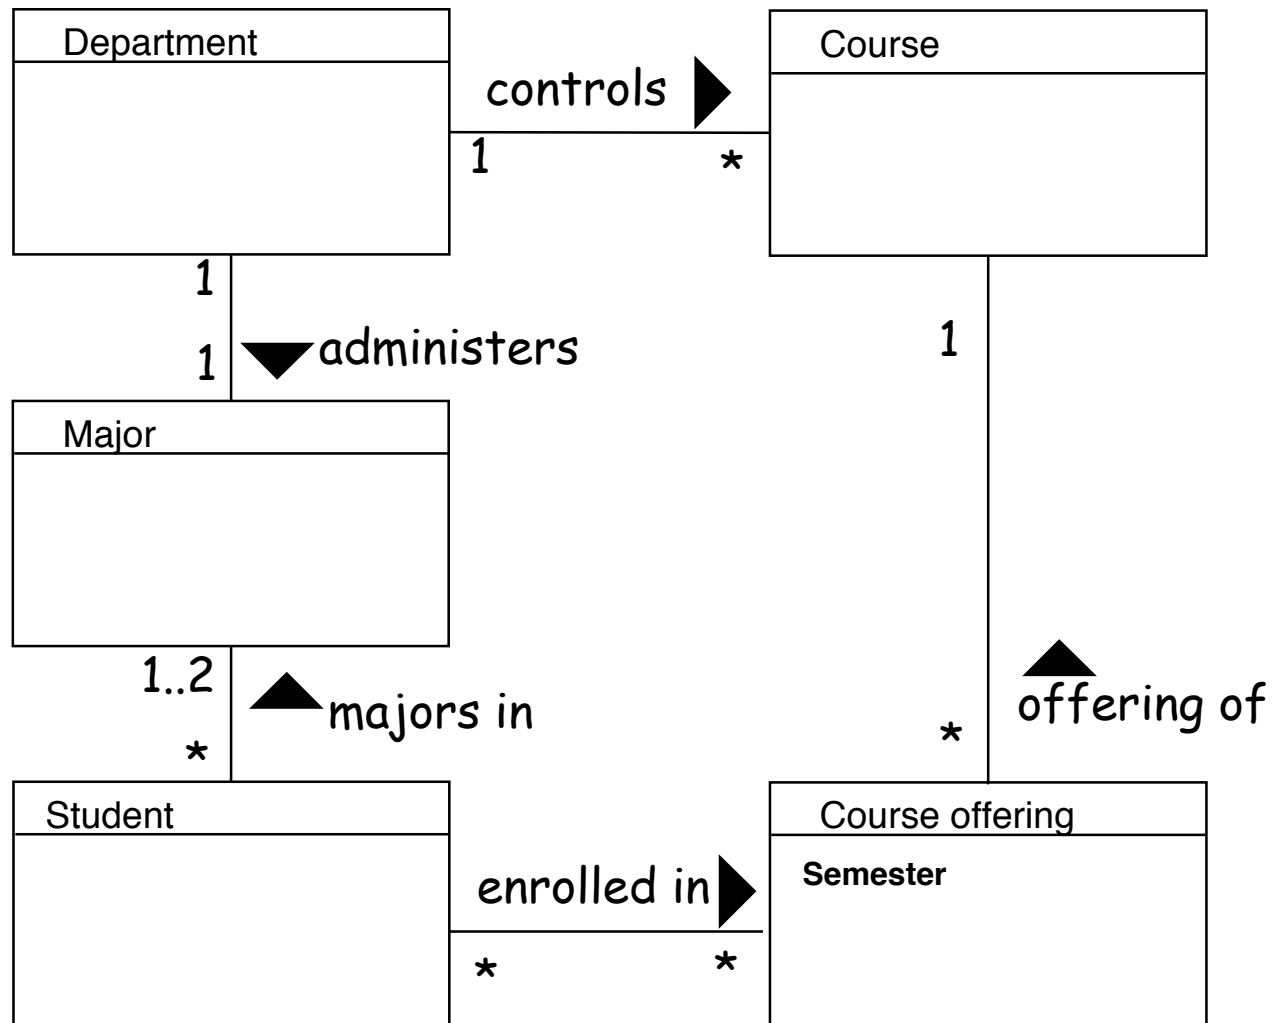 Department
Course
controls
1
*
1
1
administers
1
Major
1..2
majors in
offering of
*
*
Student
Course offering
Semester
enrolled in
*
*